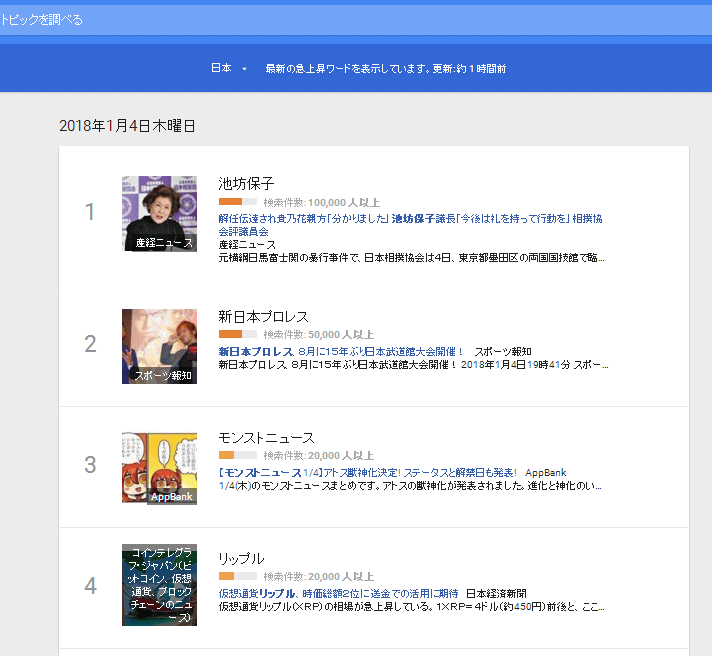 トピックを調べる
日本 最新の急上昇ワードを表示しています。更新:約 1 時間前
2018年1月4日木曜日
1
産経ニュース
池坊保子
検索件数: 100,000 人以上
解任伝達され貴乃花親方「分かりました」 池坊保子議長「今後は礼を持って行動を」 相撲協
会評議員会
産経ニュース
元横綱日馬富士関の暴行事件で、日本相撲協会は4日、東京都墨田区の両国国技館で臨...
2
スポーツ報知
新日本プロレス
検索件数: 50,000 人以上
新日本プロレス、8月に15年ぶり日本武道館大会開催！ スポーツ報知
新日本プロレス、8月に15年ぶり日本武道館大会開催！ 2018年1月4日19時41分 スポー...
3
AppBank
モンストニュース
検索件数: 20,000 人以上
【モンストニュース 1/4】アトス獣神化決定! ステータスと解禁日も発表! AppBank
1/4(木)のモンストニュースまとめです。アトスの獣神化が発表されました。進化と神化のい...
4
コインテレグラ
フ・ジャパン(ビ
ットコイン、仮想
通貨、ブロック
チェーンのニュ
ース)
リップル
検索件数: 20,000 人以上
仮想通貨リップル、時価総額2位に 送金での活用に期待 日本経済新聞
仮想通貨リップル(XRP)の相場が急上昇している。1XRP=4ドル(約450円)前後と、ここ...